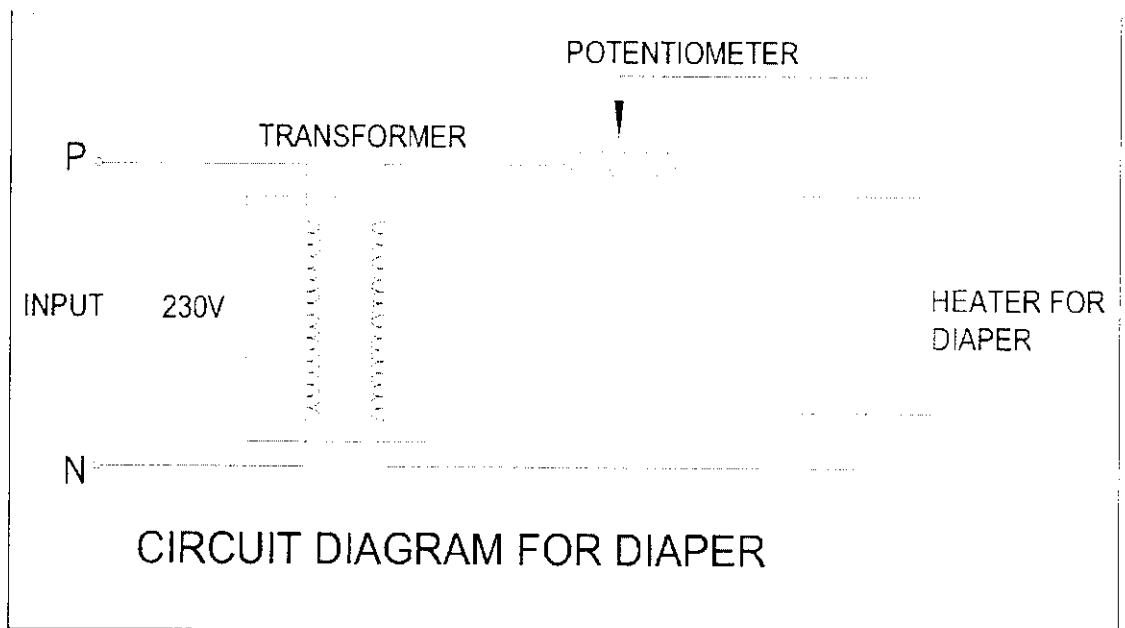 POTENTIOMETER
TRANSFORMER
P
INPUT 230V
HEATER FOR
DIAPER
N
CIRCUIT DIAGRAM FOR DIAPER